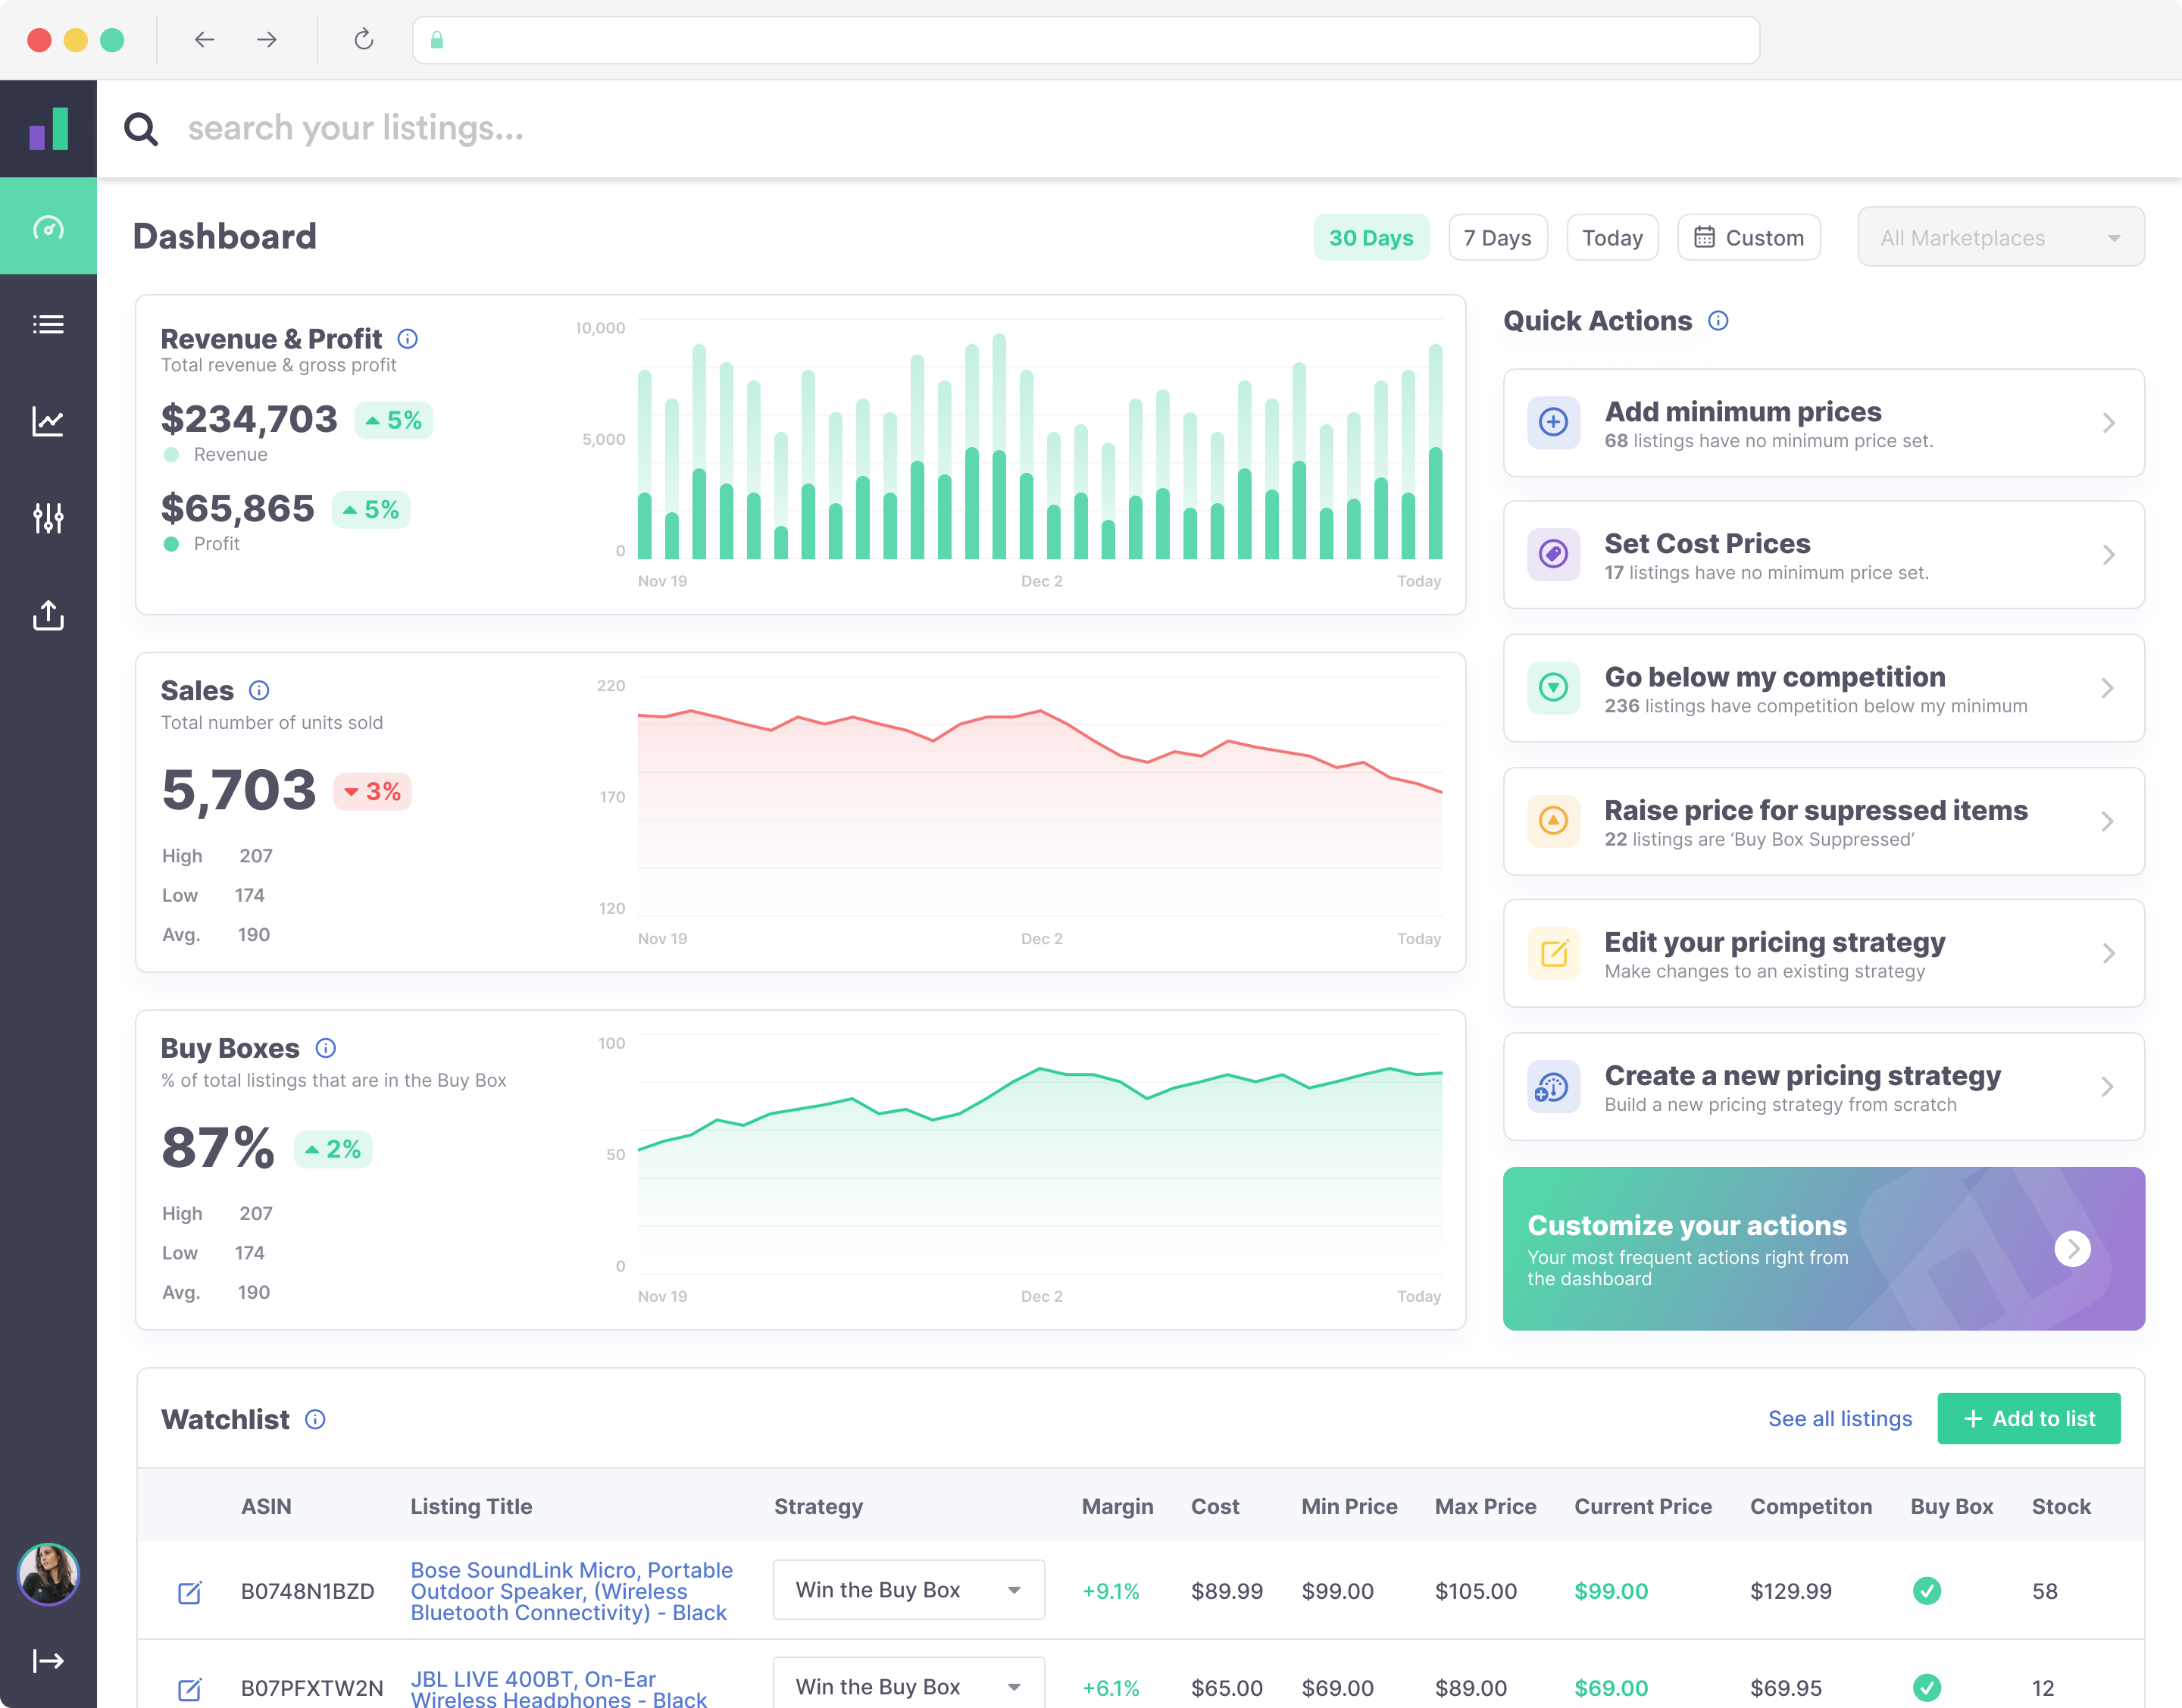 search your listings...
Dashboard
30 Days
7 Days
Today
Custom
All Marketplaces
Revenue & Profit
Total revenue & gross profit
$234,703
5%
Revenue
$65,865
5%
Profit
10,000
5,000
0
Nov 19
Dec 2
Today
Sales
Total number of units sold
5,703
3%
High 207
Low 174
Avg. 190
220
170
120
Nov 19
Dec 2
Today
Buy Boxes
% of total listings that are in the Buy Box
87%
2%
High 207
Low 174
Avg. 190
100
50
0
Nov 19
Dec 2
Today
Quick Actions
Add minimum prices
68 listings have no minimum price set.
Set Cost Prices
17 listings have no minimum price set.
Go below my competition
236 listings have competition below my minimum
Raise price for supressed items
22 listings are ‘Buy Box Suppressed’
Edit your pricing strategy
Make changes to an existing strategy
Create a new pricing strategy
Build a new pricing strategy from scratch
Customize your actions
Your most frequent actions right from
the dashboard
Watchlist
See all listings
+ Add to list
ASIN Listing Title Strategy Margin Cost Min Price Max Price Current Price Competiton Buy Box Stock
B0748N1BZD
Bose SoundLink Micro, Portable
Outdoor Speaker, (Wireless
Bluetooth Connectivity) - Black
Win the Buy Box
+9.1% $89.99 $99.00 $105.00 $99.00 $129.99 58
B07PFXTW2N
JBL LIVE 400BT, On-Ear
Wireless Headphones - Black
Win the Buy Box
+6.1% $65.00 $69.00 $89.00 $69.00 $69.95 12